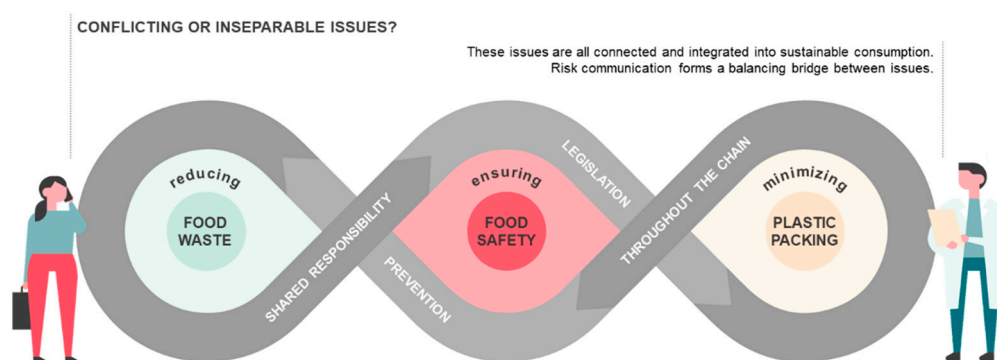 CONFLICTING OR INSEPARABLE ISSUES?
These issues are all connected and integrated into sustainable consumption.
Risk communication forms a balancing bridge between issues.
reducing
FOOD
WASTE
SHARED RESPONSIBILITY
PREVENTION
ensuring
FOOD
SAFETY
LEGISLATION
THROUGHOUT THE CHAIN
minimizing
PLASTIC
PACKING